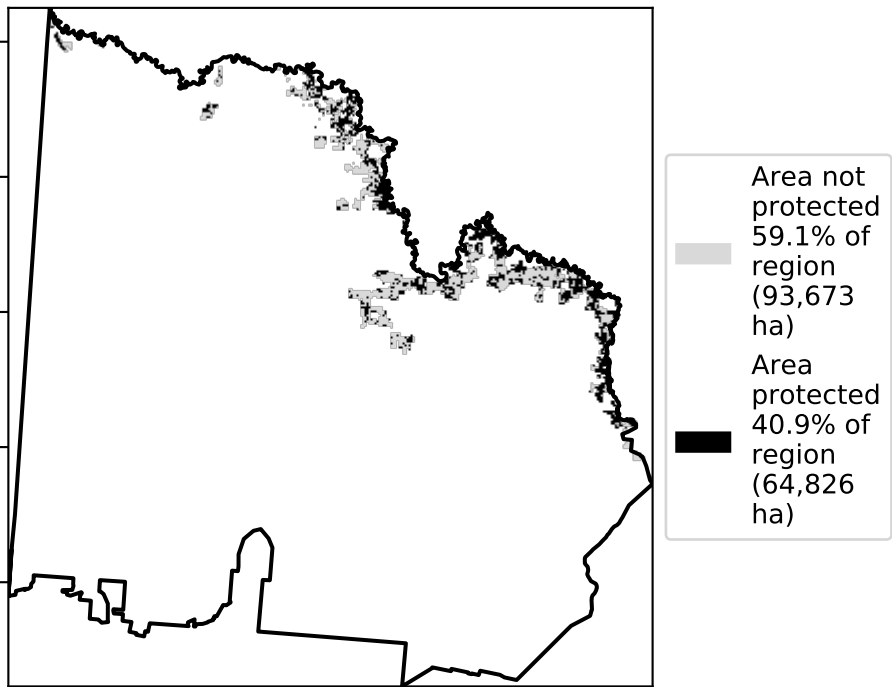 Area not
protected
59.1% of
region
(93,673
ha)
Area
protected
40.9% of
region
(64,826
ha)